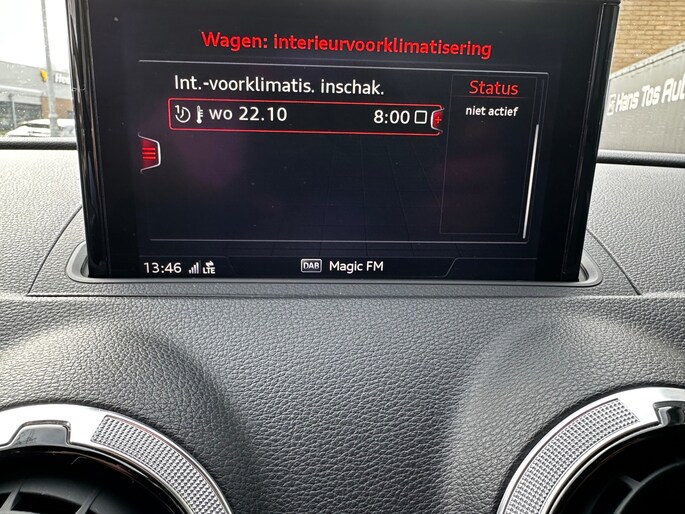 Wagen: interieurvoorklimatisering
Int.-voorklimatis. inschak.
Status
wo 22.10 8:00
niet actief
13:46 LTE DAB Magic FM
Hans Tos Aut